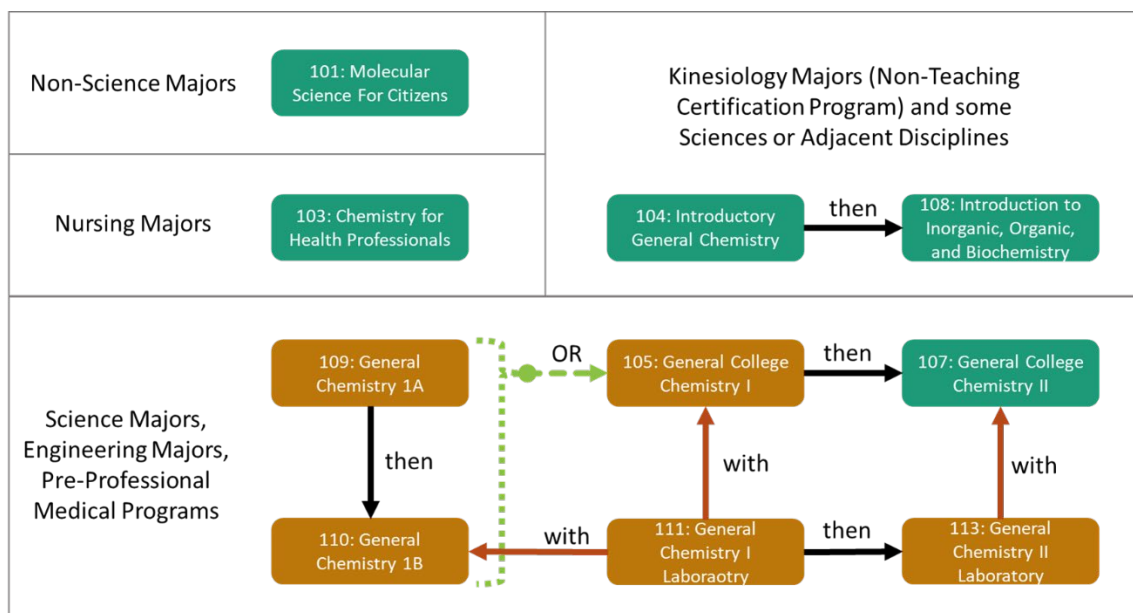 Non-Science Majors
101: Molecular
Science For Citizens
Kinesiology Majors (Non-Teaching
Certification Program) and some
Sciences or Adjacent Disciplines
Nursing Majors
103: Chemistry for
Health Professionals
104: Introductory
General Chemistry
then
108: Introduction to
Inorganic, Organic,
and Biochemistry
Science Majors,
Engineering Majors,
Pre-Professional
Medical Programs
109: General
Chemistry 1A
OR
105: General College
Chemistry I
then
107: General College
Chemistry II
then
with
with
110: General
Chemistry 1B
with
111: General
Chemistry I
Laboraotry
then
113: General
Chemistry II
Laboratory